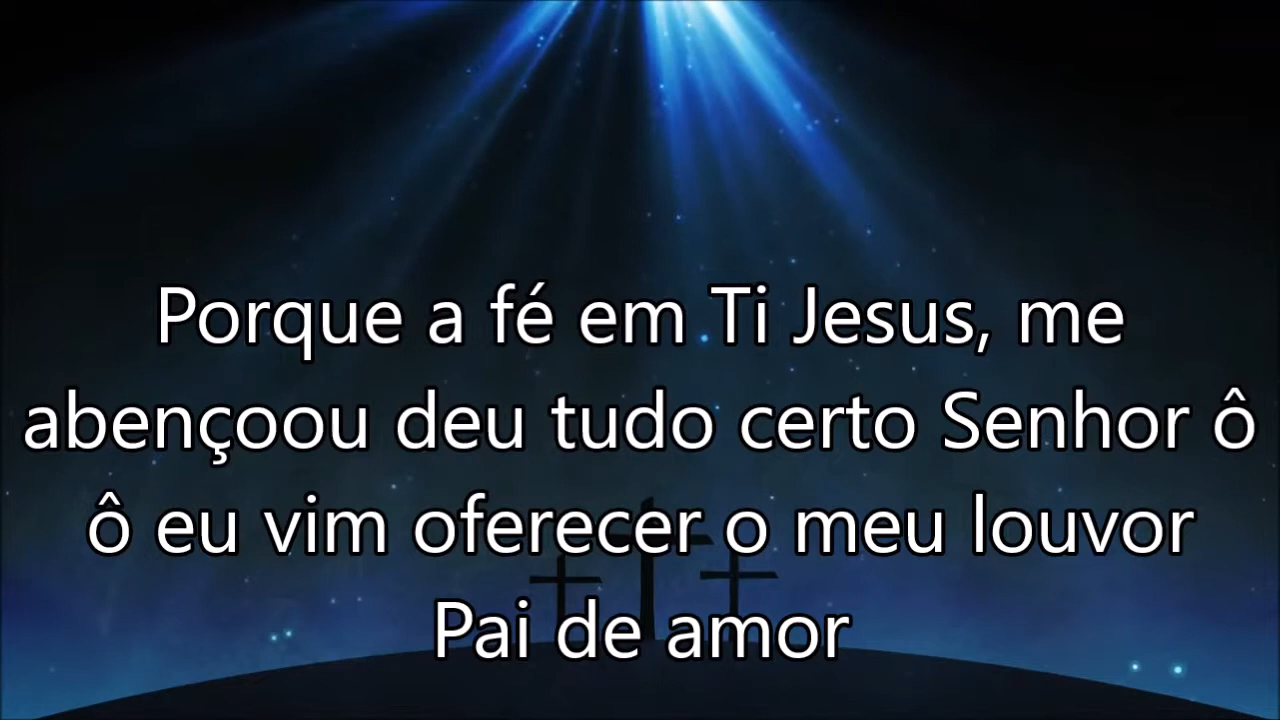 Porque a fé em Ti Jesus, me
abençoou deu tudo certo Senhor ô
ô eu vim oferecer o meu louvor
Pai de amor